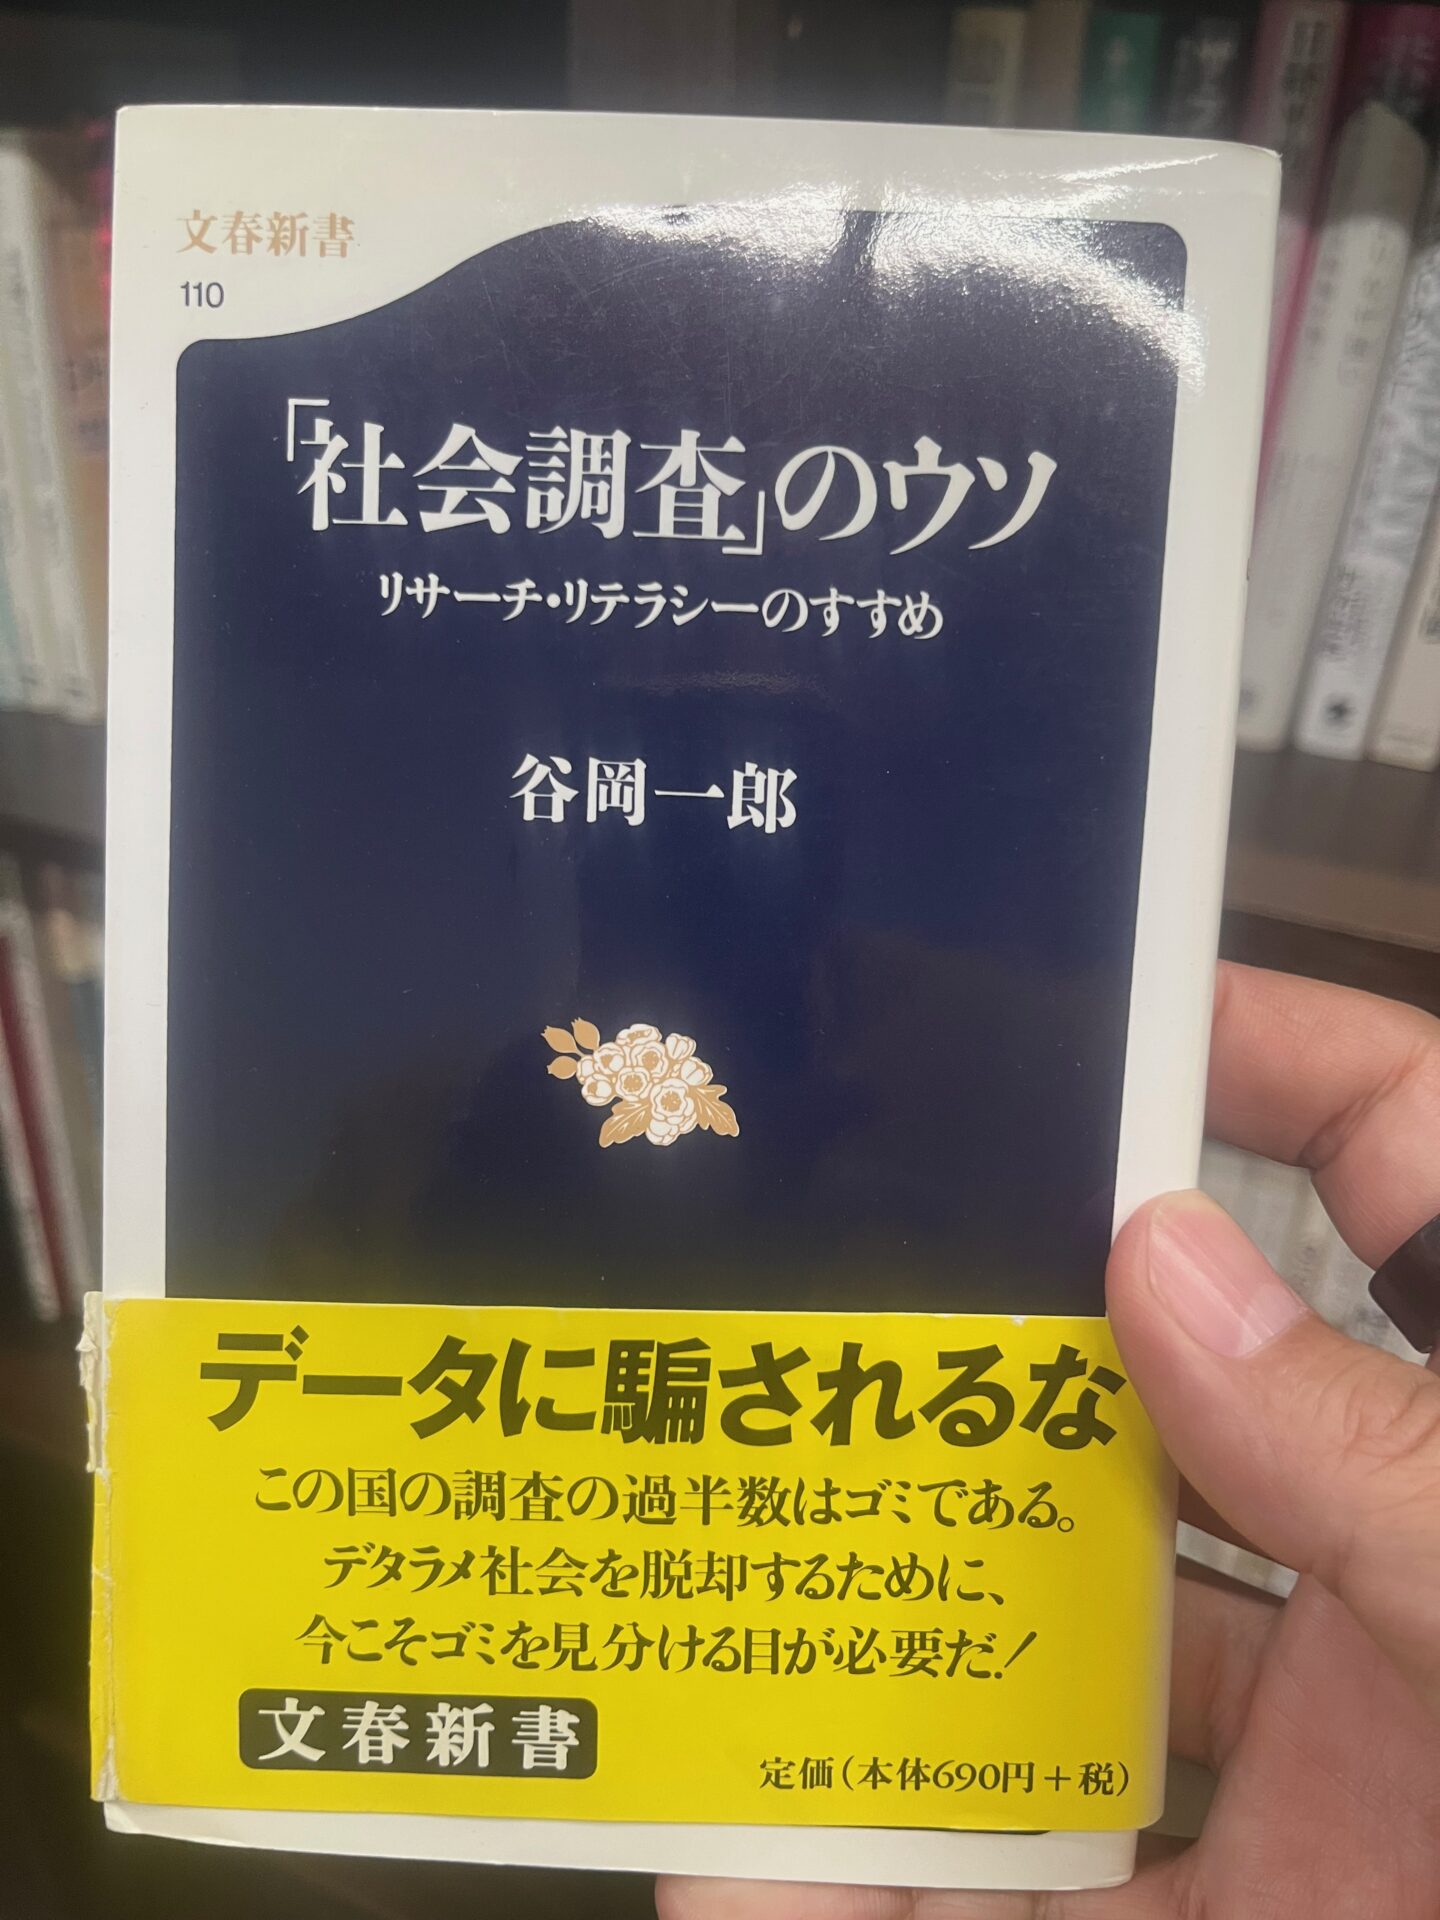 文春新書
110
「社会調査」のウソ
リサーチ・リテラシーのすすめ
谷岡一郎
データに騙されるな
この国の調査の過半数はゴミである。
デタラメ社会を脱却するために、
今こそゴミを見分ける目が必要だ!
文春新書
定価(本体690円+税)